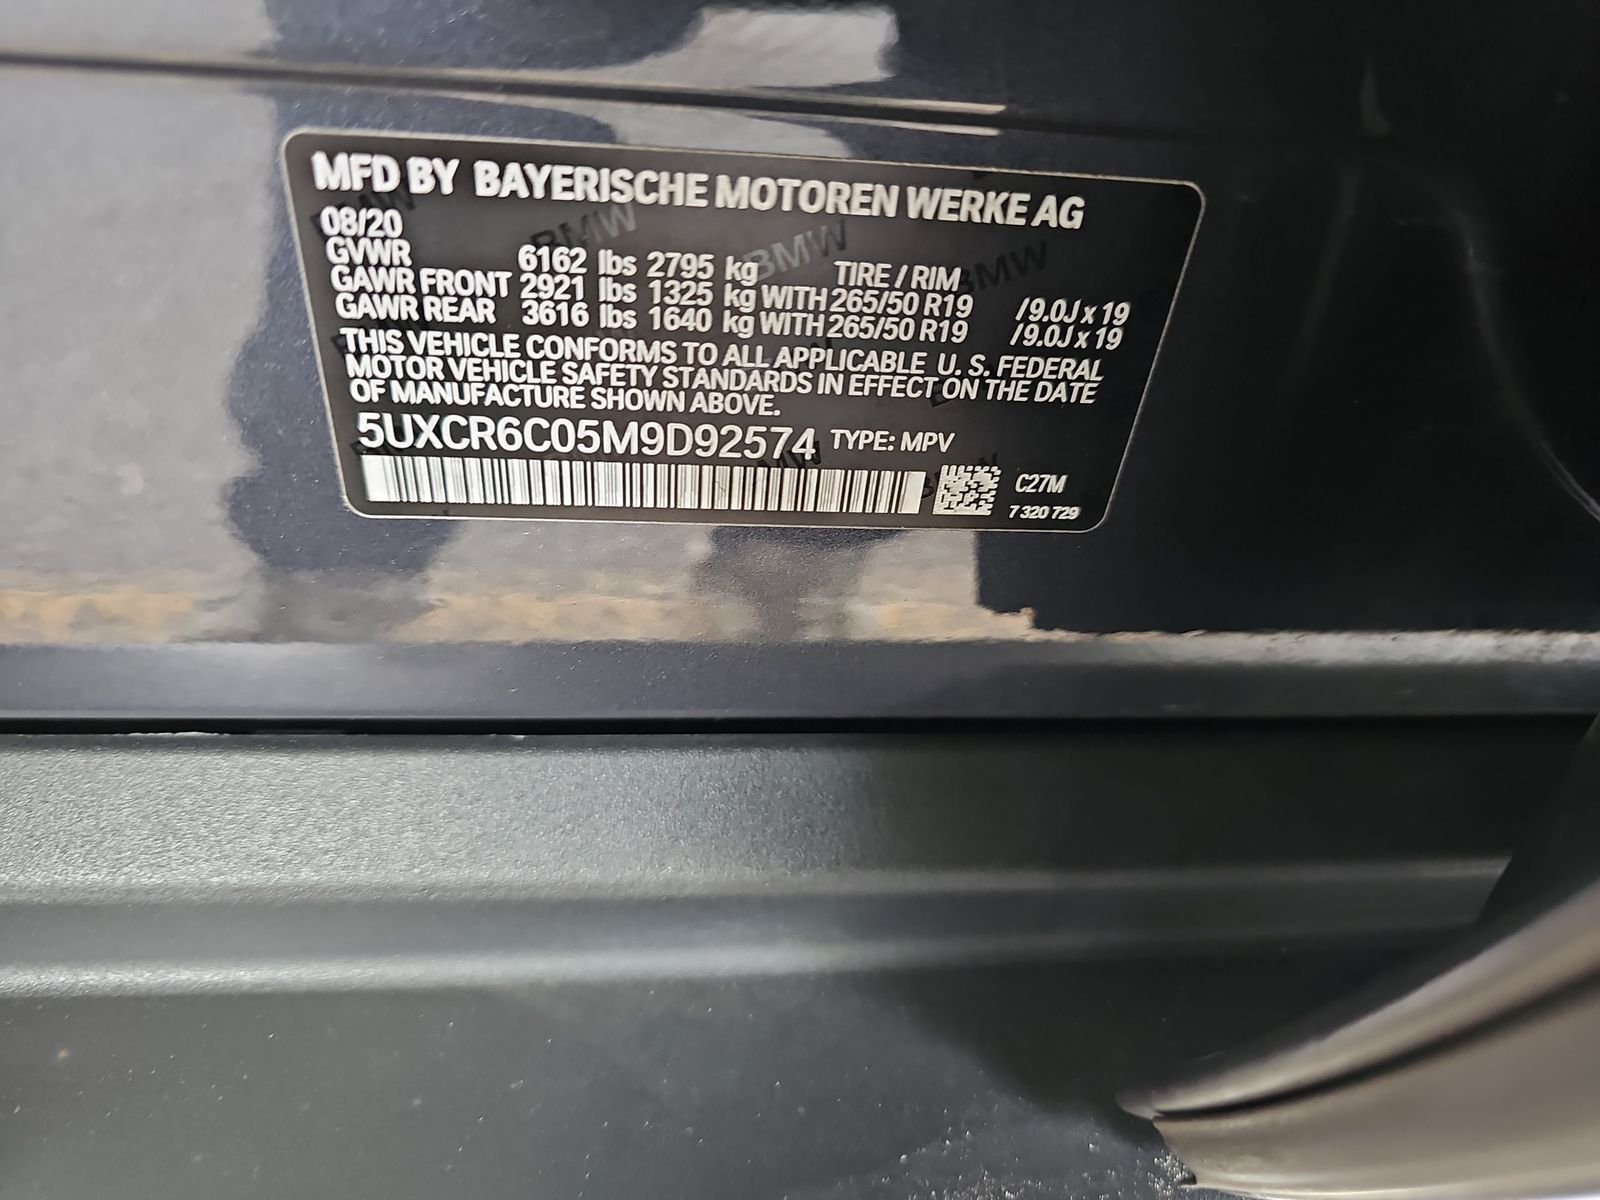 MFD BY BAYERISCHE MOTOREN WERKE AG
08/20
GVWR 6162 lbs 2795 kg TIRE / RIM
GAWR FRONT 2921 lbs 1325 kg WITH 265/50 R19 / 9.0J x 19
GAWR REAR 3616 lbs 1640 kg WITH 265/50 R19 / 9.0J x 19
THIS VEHICLE CONFORMS TO ALL APPLICABLE U. S. FEDERAL
MOTOR VEHICLE SAFETY STANDARDS IN EFFECT ON THE DATE
OF MANUFACTURE SHOWN ABOVE.
5UXCR6C05M9D92574 TYPE: MPV
C27M
7 320 729